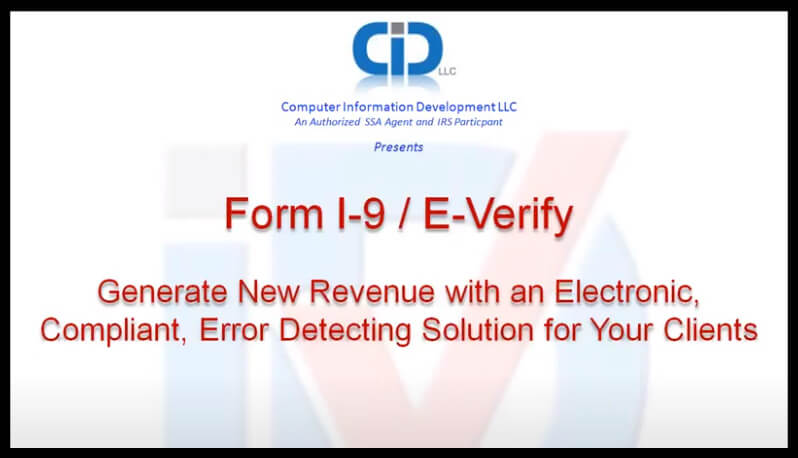 CID LLC
Computer Information Development LLC
An Authorized SSA Agent and IRS Particpant
Presents
Form I-9 / E-Verify
Generate New Revenue with an Electronic,
Compliant, Error Detecting Solution for Your Clients